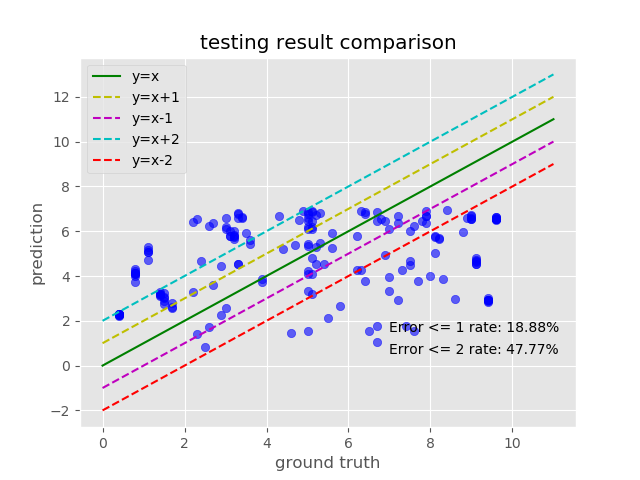 testing result comparison
y=x
y=x+1
y=x-1
y=x+2
y=x-2
12
10
8
6
4
2
0
−2
prediction
Error <= 1 rate: 18.88%
Error <= 2 rate: 47.77%
0
2
4
6
8
10
ground truth